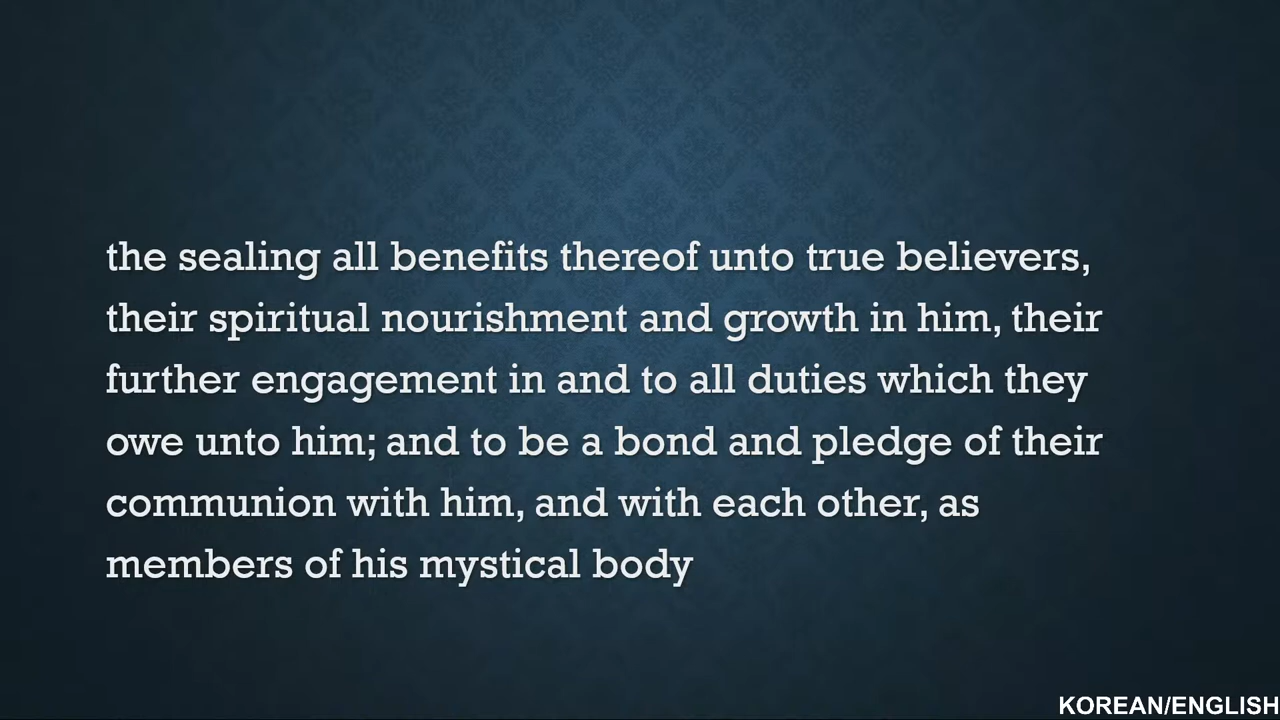 the sealing all benefits thereof unto true believers,
their spiritual nourishment and growth in him, their
further engagement in and to all duties which they
owe unto him; and to be a bond and pledge of their
communion with him, and with each other, as
members of his mystical body
KOREAN/ENGLISH